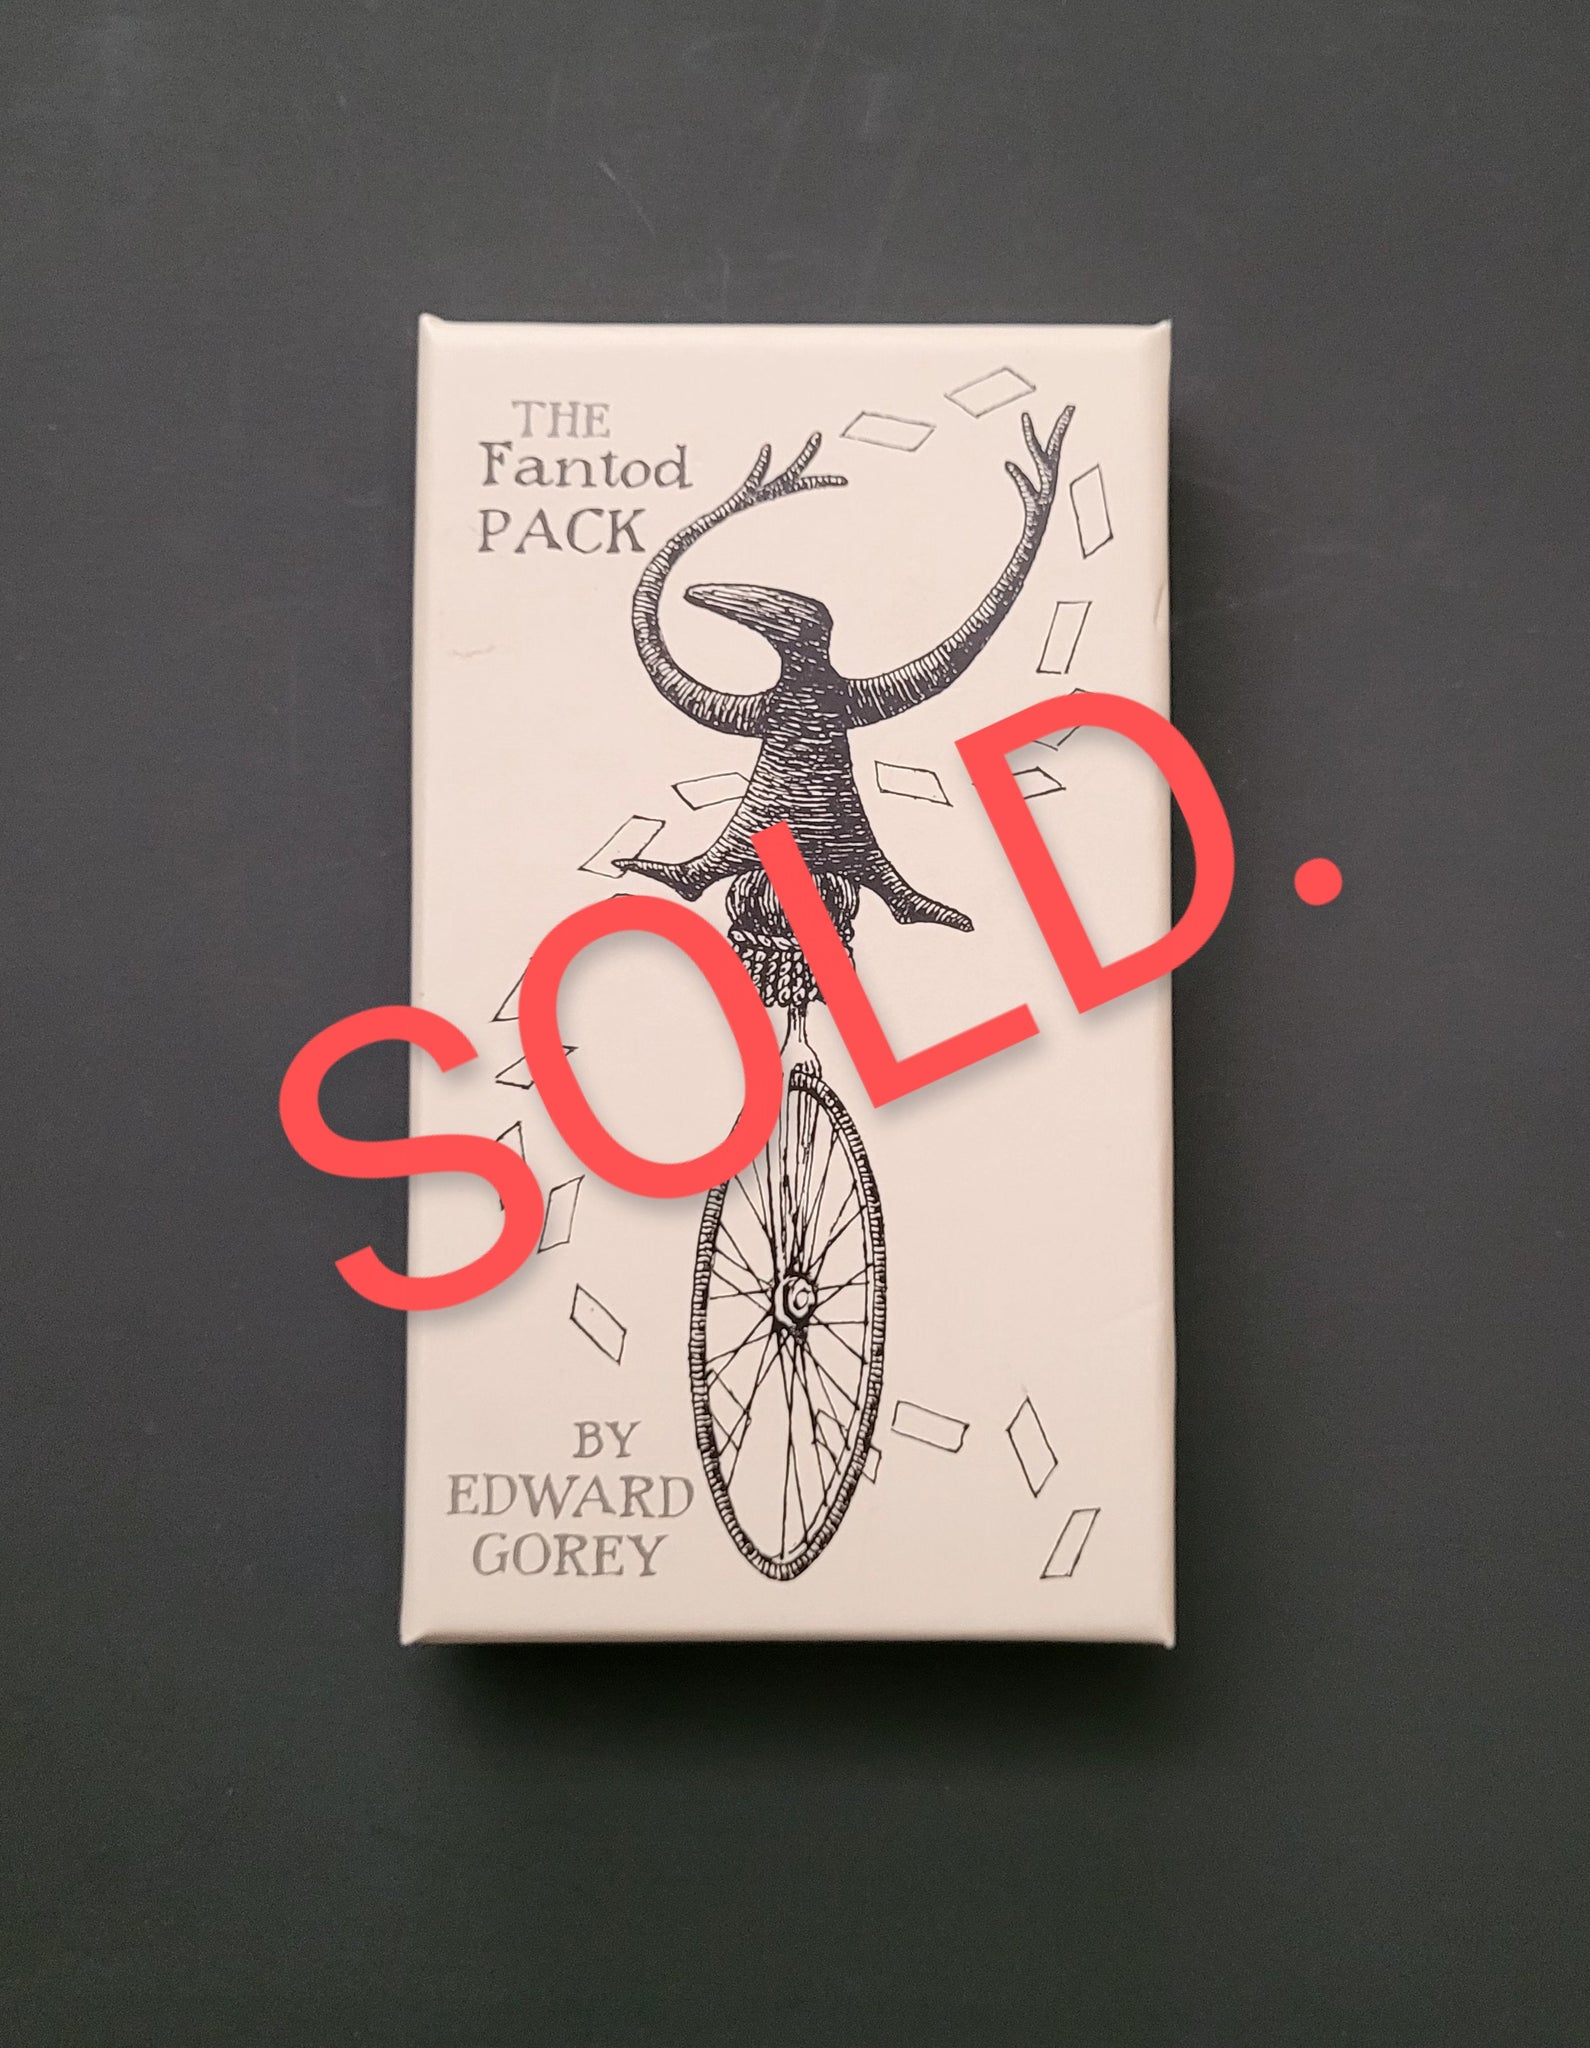 THE
Fantod
PACK
SOLD.
BY
EDWARD
GOREY